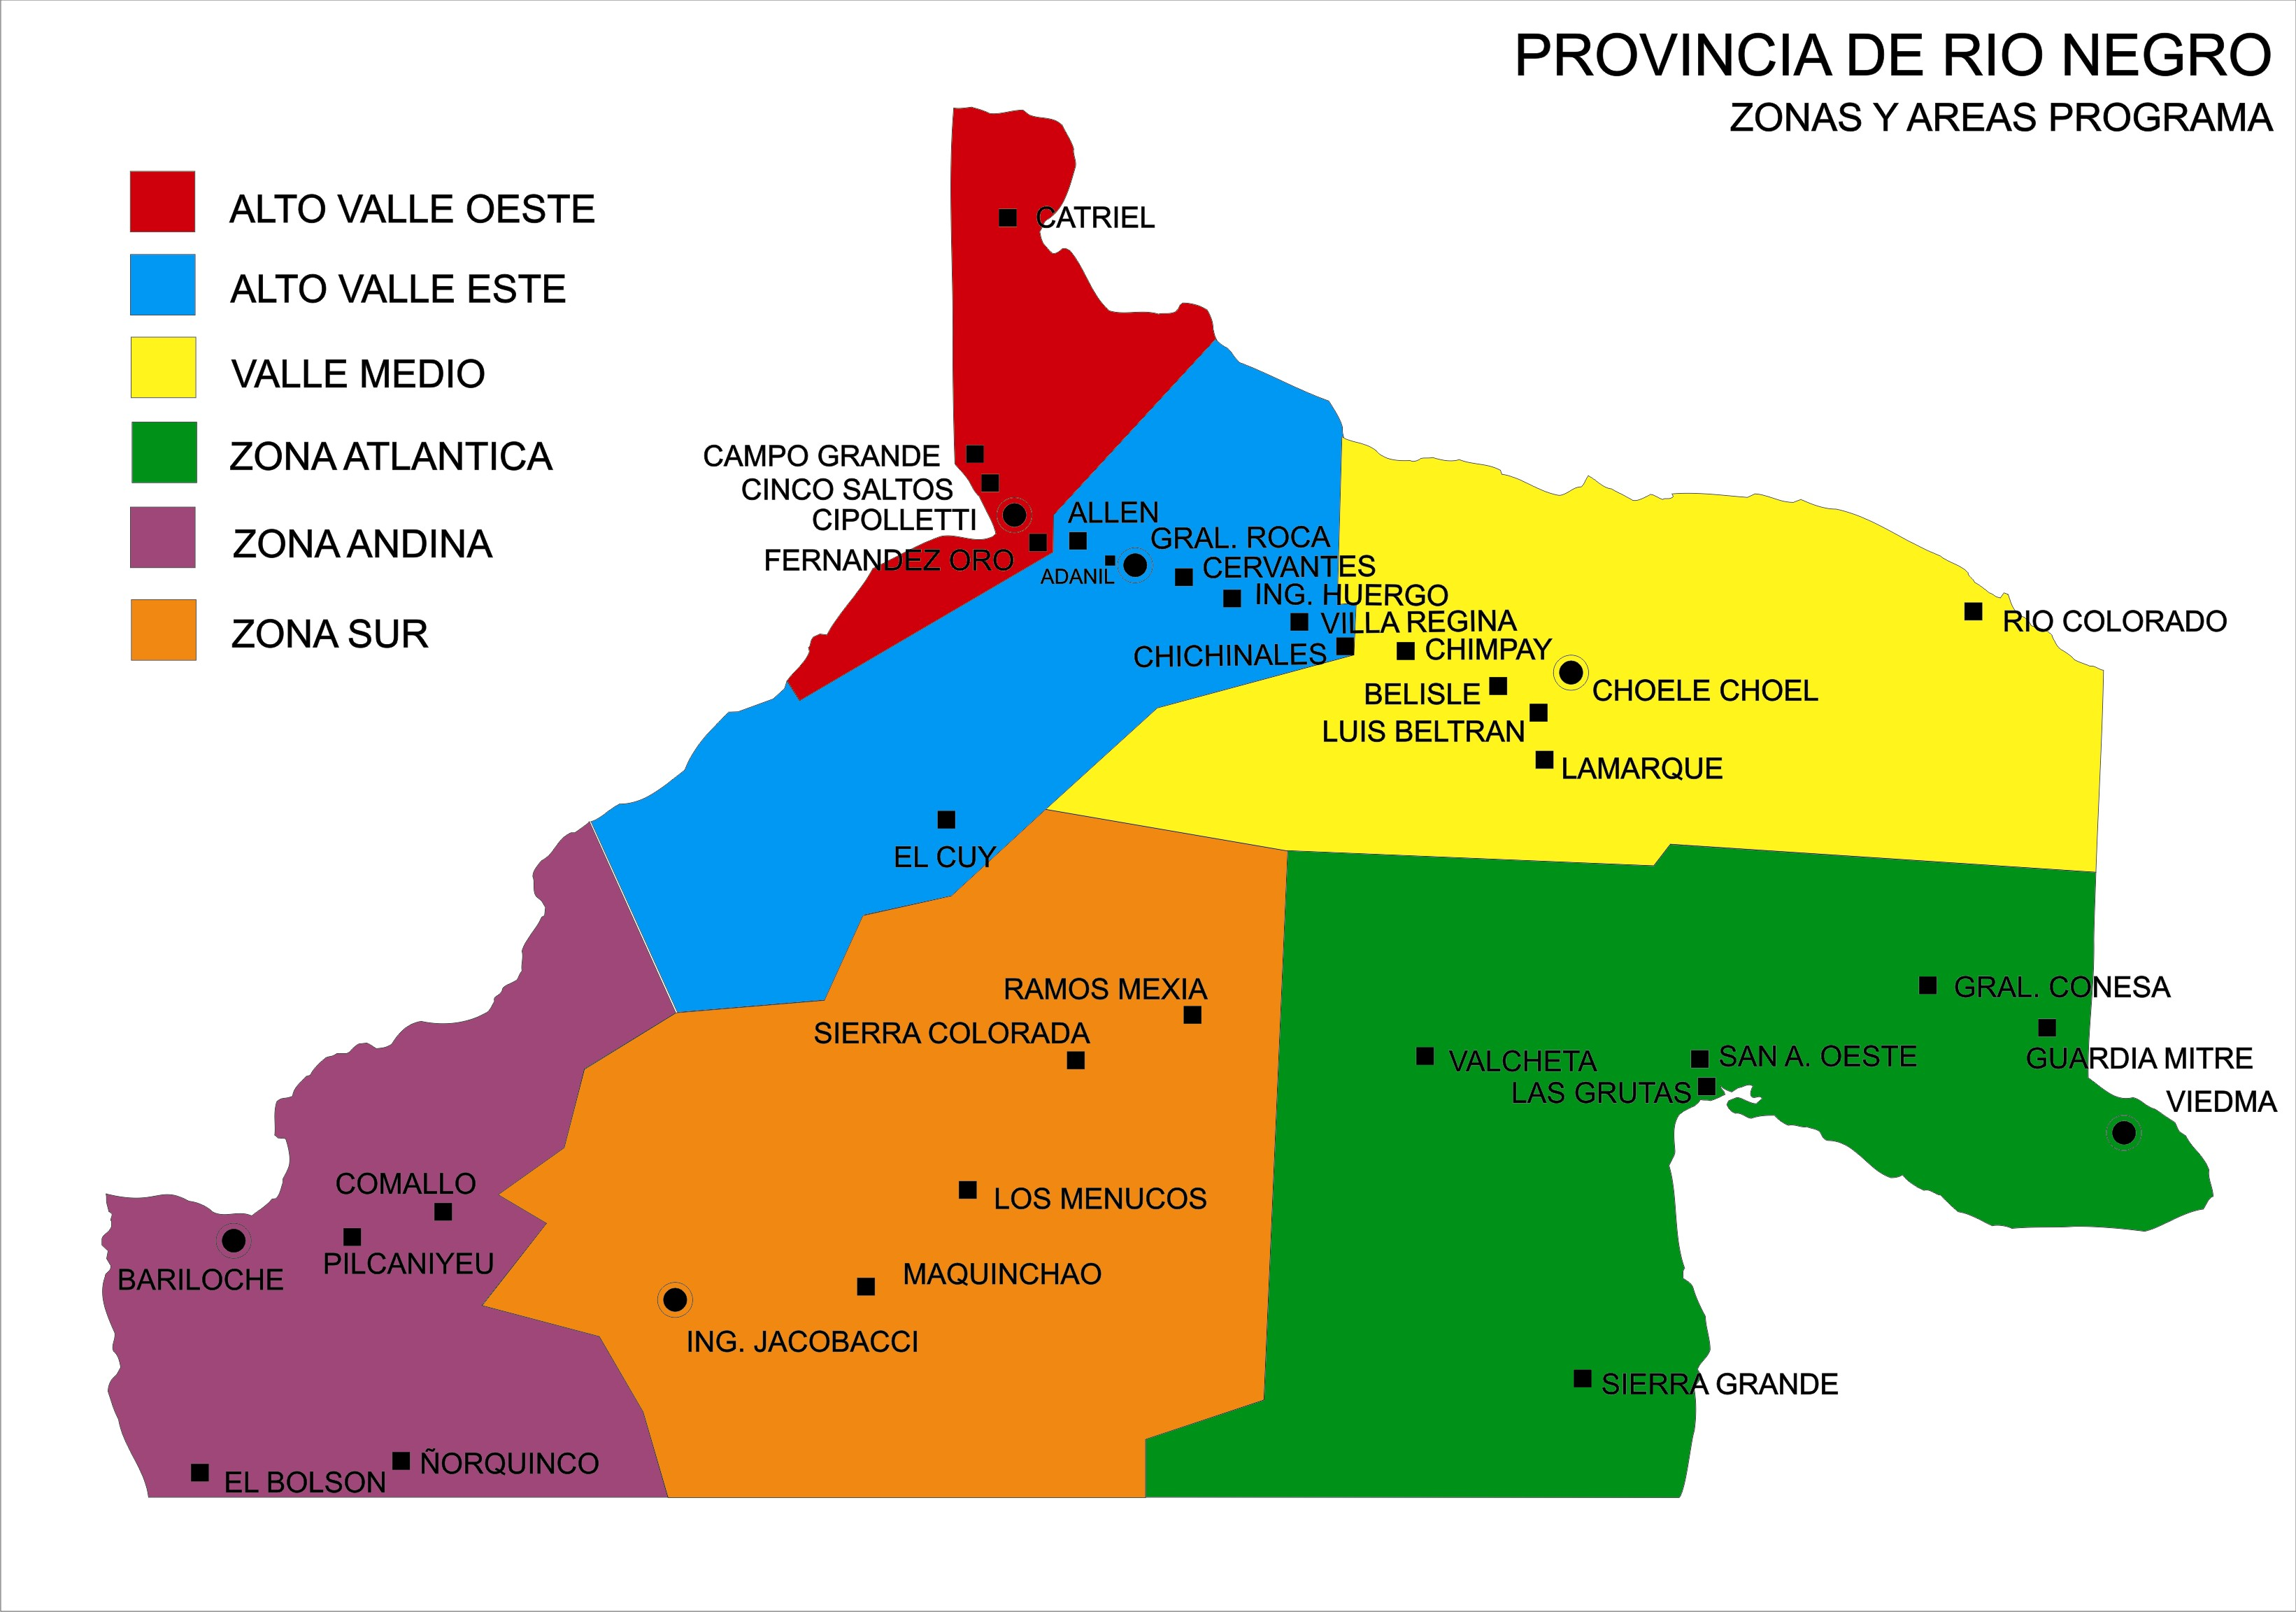 PROVINCIA DE RIO NEGRO
ZONAS Y AREAS PROGRAMA
ALTO VALLE OESTE
ALTO VALLE ESTE
VALLE MEDIO
ZONA ATLANTICA
ZONA ANDINA
ZONA SUR
CATRIEL
CAMPO GRANDE
CINCO SALTOS
CIPOLLETTI
FERNANDEZ ORO
ALLEN
GRAL. ROCA
ADANIL
CERVANTES
ING. HUERGO
VILLA REGINA
CHICHINALES
CHIMPAY
BELISLE
CHOELE CHOEL
LUIS BELTRAN
LAMARQUE
RIO COLORADO
EL CUY
RAMOS MEXIA
SIERRA COLORADA
LOS MENUCOS
MAQUINCHAO
ING. JACOBACCI
GRAL. CONESA
GUARDIA MITRE
VIEDMA
VALCHETA
SAN A. OESTE
LAS GRUTAS
SIERRA GRANDE
COMALLO
PILCANIYEU
BARILOCHE
ÑORQUINCO
EL BOLSON